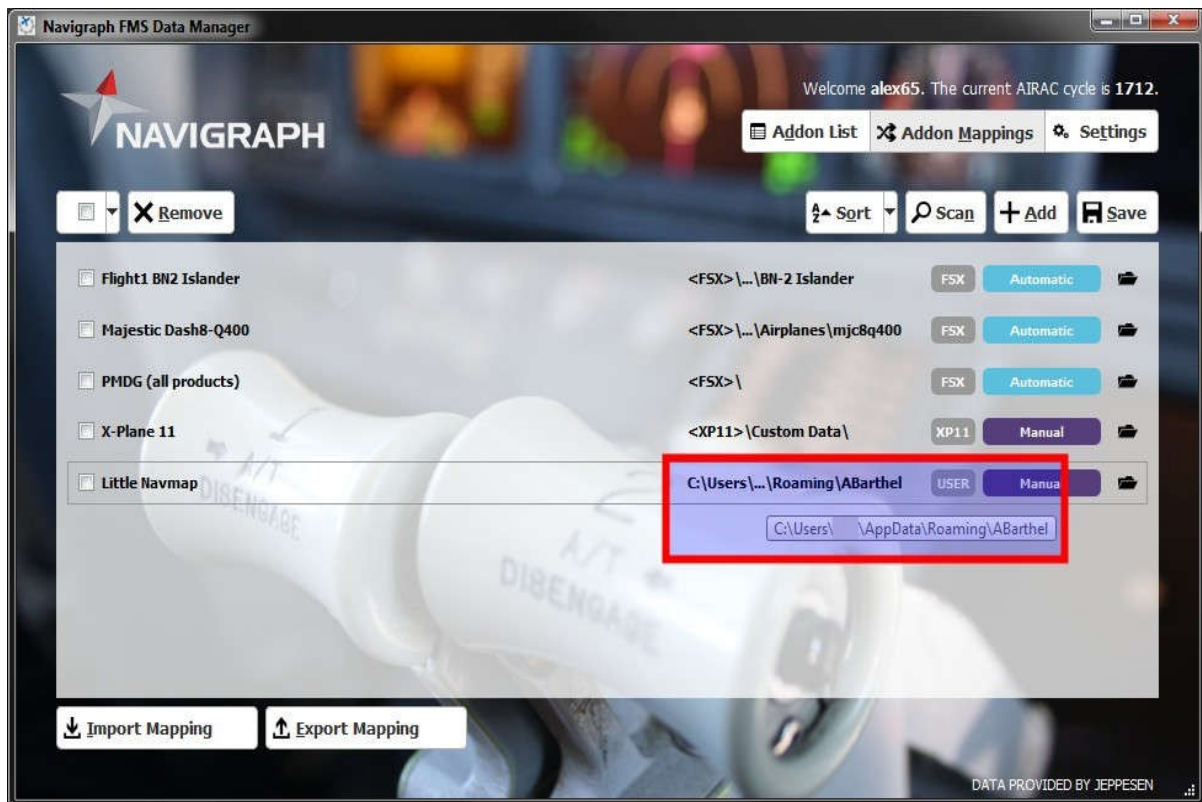 Navigraph FMS Data Manager
Welcome alex65. The current AIRAC cycle is 1712.
NAVIGRAPH
Addon List Addon Mappings Settings
Remove Sort Scan Add Save
Flight1 BN2 Islander <FSX>\...\BN-2 Islander FSX Automatic
Majestic Dash8-Q400 <FSX>\...\Airplanes\mjc8q400 FSX Automatic
PMDG (all products) <FSX>\ FSX Automatic
X-Plane 11 <XP11>\Custom Data\ XP11 Manual
Little Navmap C:\Users\...\Roaming\ABarthel USER Manual
C:\Users\ \AppData\Roaming\ABarthel
A/T
DISENGAGE
A/T
DISENGAGE
Import Mapping Export Mapping
DATA PROVIDED BY JEPPESEN